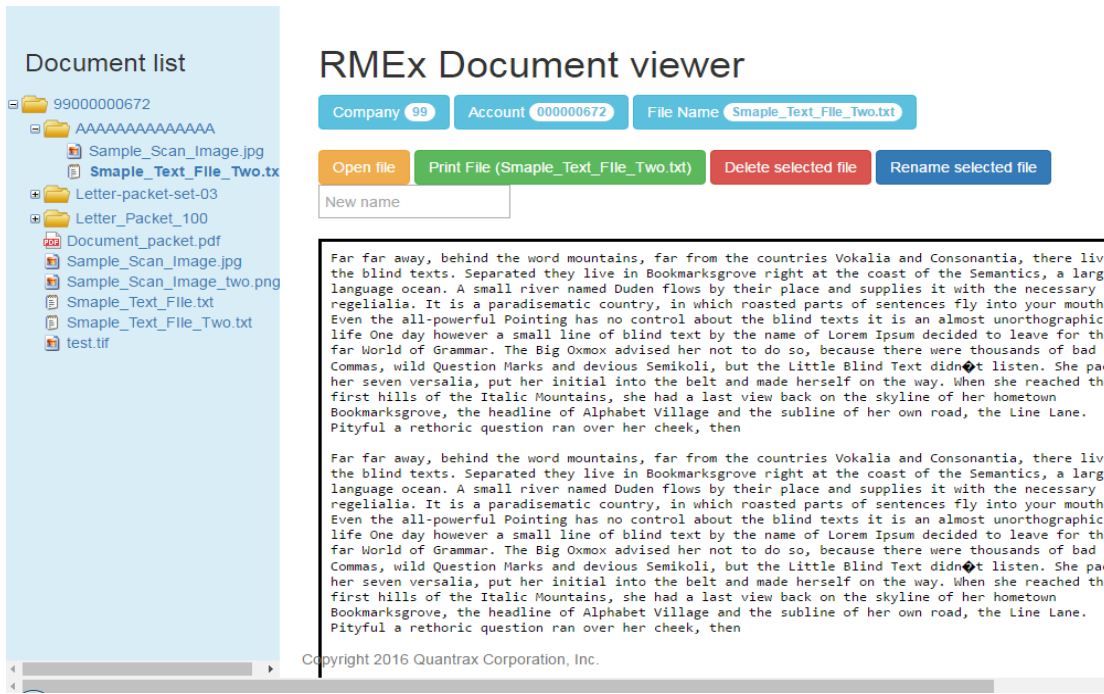 Document list
99000000672
AAAAAAAAAAAAAA
Sample_Scan_Image.jpg
Smaple_Text_FIle_Two.tx
Letter-packet-set-03
Letter_Packet_100
Document_packet.pdf
Sample_Scan_Image.jpg
Sample_Scan_Image_two.png
Smaple_Text_FIle.txt
Smaple_Text_FIle_Two.txt
test.tif
RMEx Document viewer
Company 99 Account 000000672 File Name Smaple_Text_FIle_Two.txt
Open file Print File (Smaple_Text_FIle_Two.txt) Delete selected file Rename selected file
New name
Far far away, behind the word mountains, far from the countries Vokalia and Consonantia, there liv
the blind texts. Separated they live in Bookmarksgrove right at the coast of the Semantics, a larg
language ocean. A small river named Duden flows by their place and supplies it with the necessary
regelialia. It is a paradisematic country, in which roasted parts of sentences fly into your mouth
Even the all-powerful Pointing has no control about the blind texts it is an almost unorthographic
life One day however a small line of blind text by the name of Lorem Ipsum decided to leave for th
far World of Grammar. The Big Oxmox advised her not to do so, because there were thousands of bad
Commas, wild Question Marks and devious Semikoli, but the Little Blind Text didn�t listen. She pac
her seven versalia, put her initial into the belt and made herself on the way. When she reached th
first hills of the Italic Mountains, she had a last view back on the skyline of her hometown
Bookmarksgrove, the headline of Alphabet Village and the subline of her own road, the Line Lane.
Pityful a rethoric question ran over her cheek, then
Far far away, behind the word mountains, far from the countries Vokalia and Consonantia, there liv
the blind texts. Separated they live in Bookmarksgrove right at the coast of the Semantics, a larg
language ocean. A small river named Duden flows by their place and supplies it with the necessary
regelialia. It is a paradisematic country, in which roasted parts of sentences fly into your mouth
Even the all-powerful Pointing has no control about the blind texts it is an almost unorthographic
life One day however a small line of blind text by the name of Lorem Ipsum decided to leave for th
far World of Grammar. The Big Oxmox advised her not to do so, because there were thousands of bad
Commas, wild Question Marks and devious Semikoli, but the Little Blind Text didn�t listen. She pac
her seven versalia, put her initial into the belt and made herself on the way. When she reached th
first hills of the Italic Mountains, she had a last view back on the skyline of her hometown
Bookmarksgrove, the headline of Alphabet Village and the subline of her own road, the Line Lane.
Pityful a rethoric question ran over her cheek, then
Copyright 2016 Quantrax Corporation, Inc.